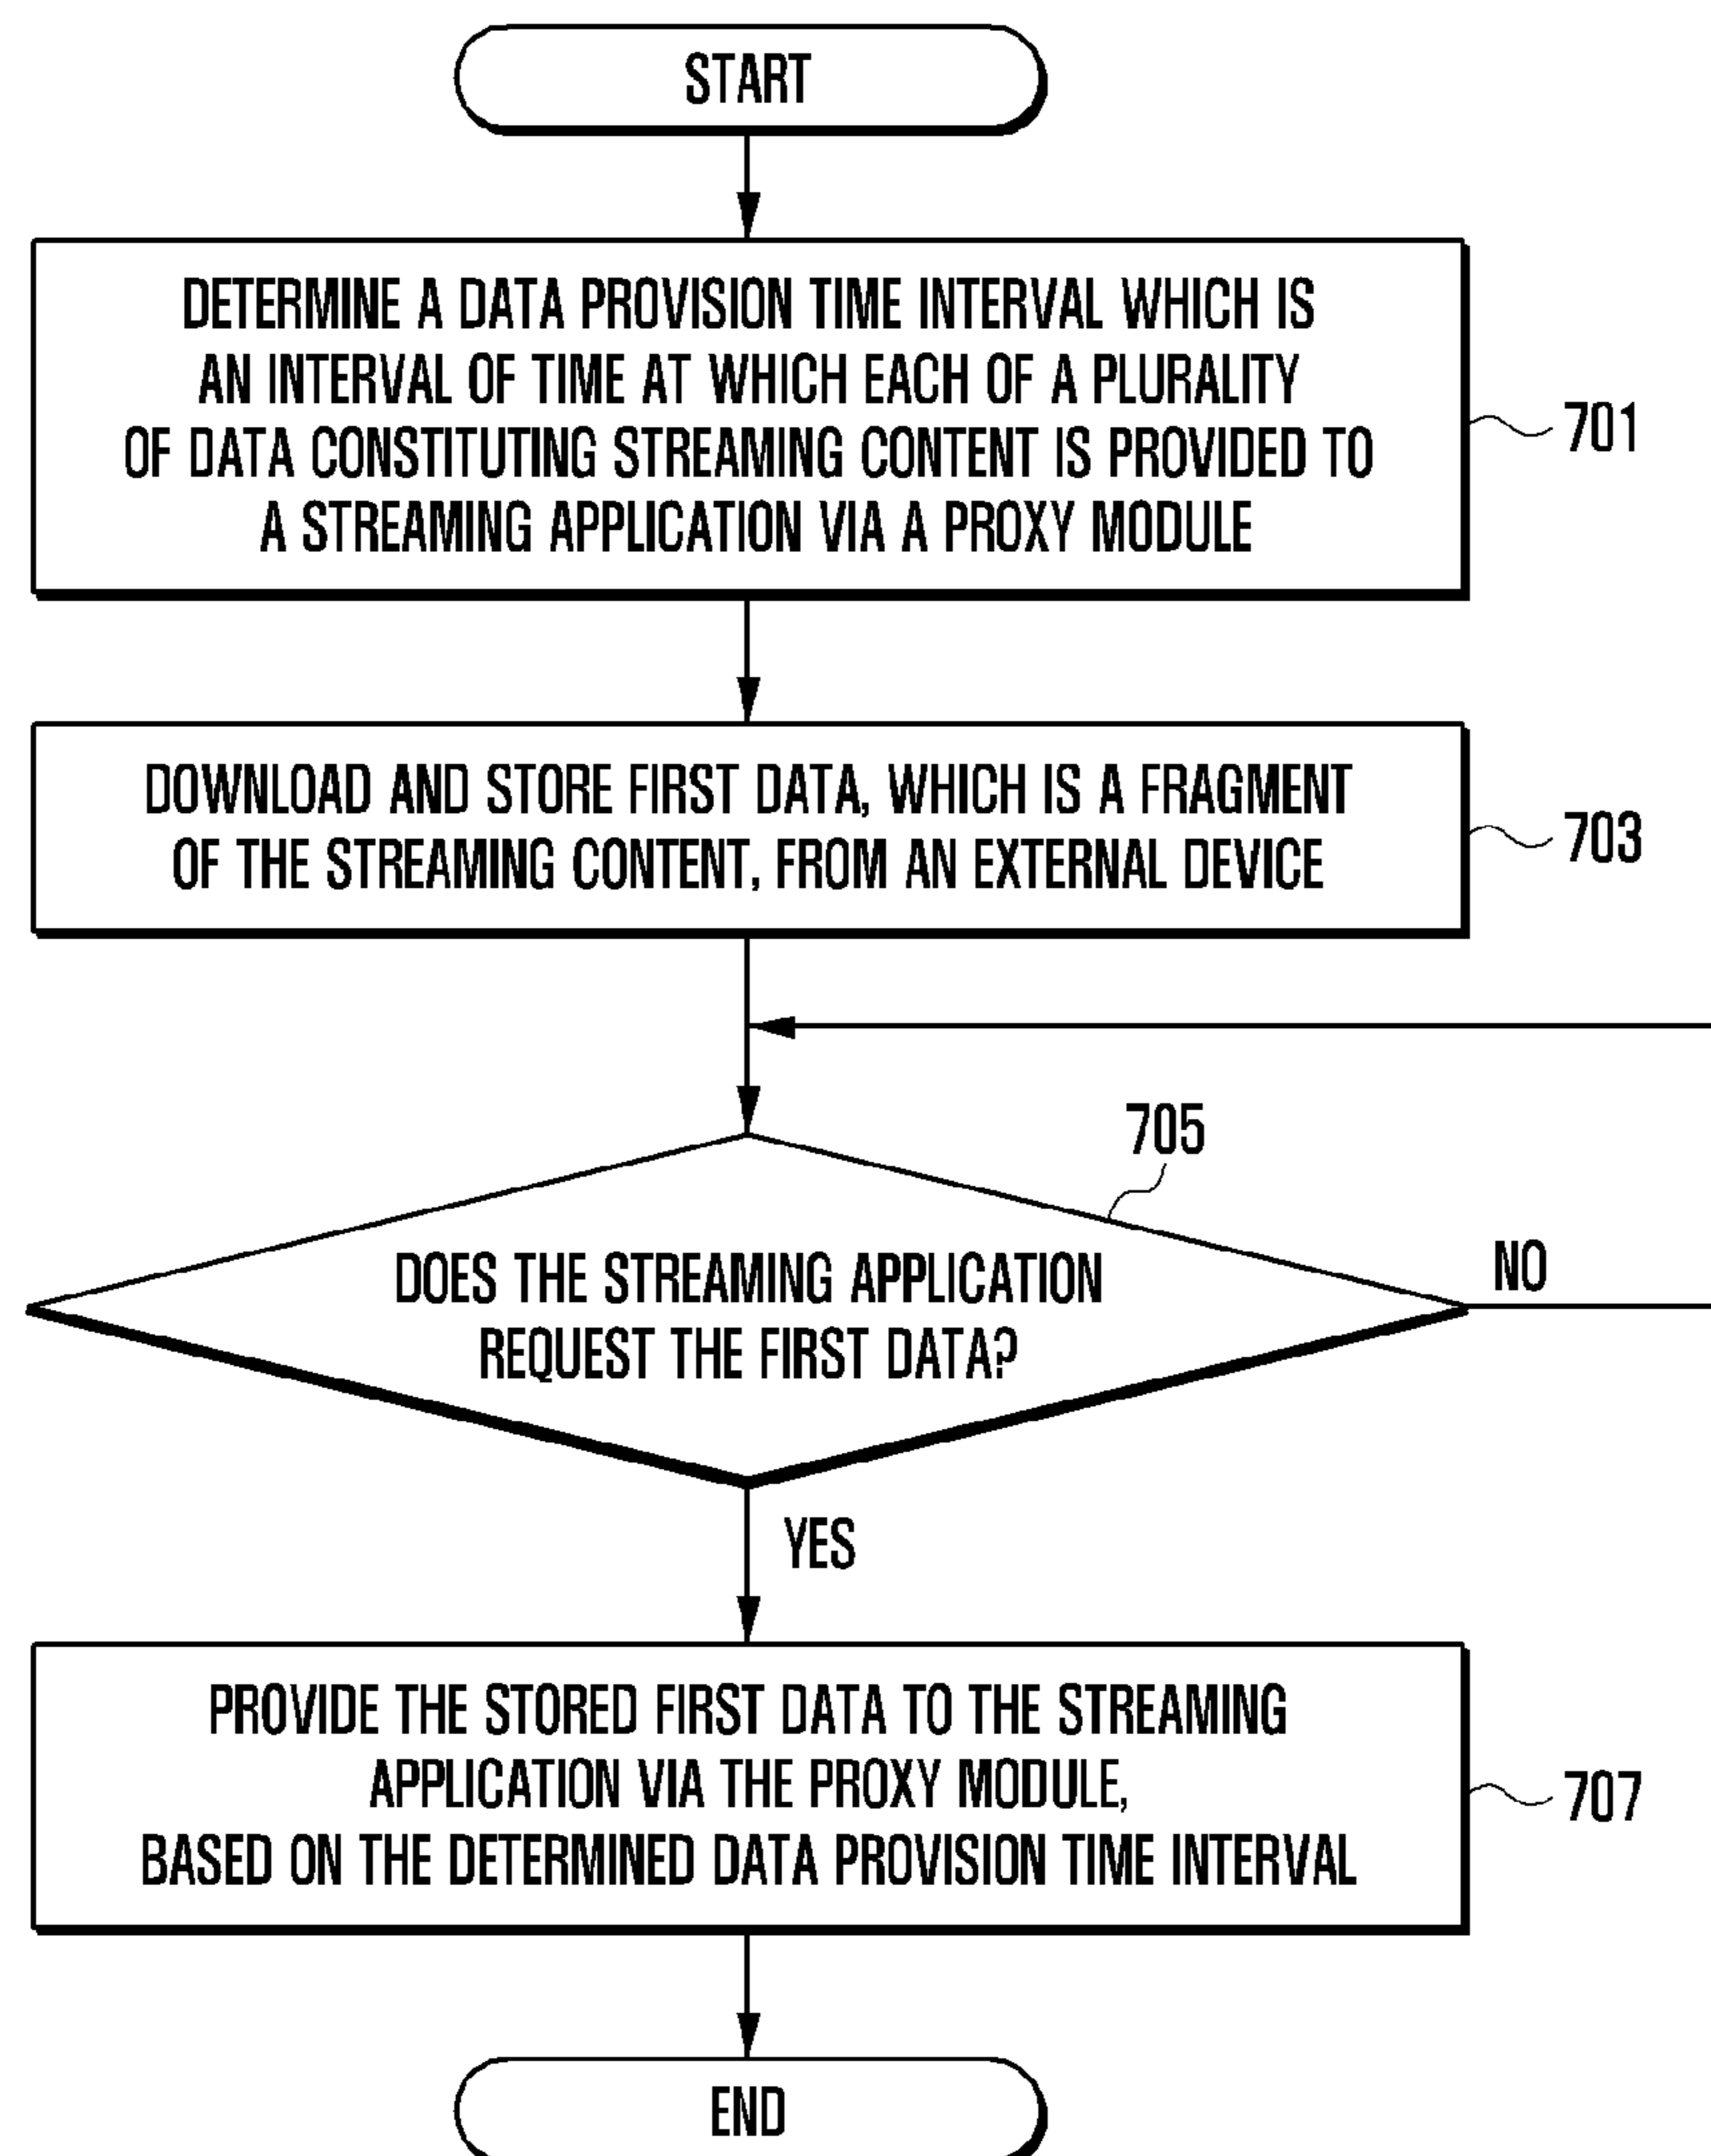 START
DETERMINE A DATA PROVISION TIME INTERVAL WHICH IS
AN INTERVAL OF TIME AT WHICH EACH OF A PLURALITY
OF DATA CONSTITUTING STREAMING CONTENT IS PROVIDED TO
A STREAMING APPLICATION VIA A PROXY MODULE
701
DOWNLOAD AND STORE FIRST DATA, WHICH IS A FRAGMENT
OF THE STREAMING CONTENT, FROM AN EXTERNAL DEVICE
703
705
DOES THE STREAMING APPLICATION
REQUEST THE FIRST DATA?
NO
YES
PROVIDE THE STORED FIRST DATA TO THE STREAMING
APPLICATION VIA THE PROXY MODULE,
BASED ON THE DETERMINED DATA PROVISION TIME INTERVAL
707
END